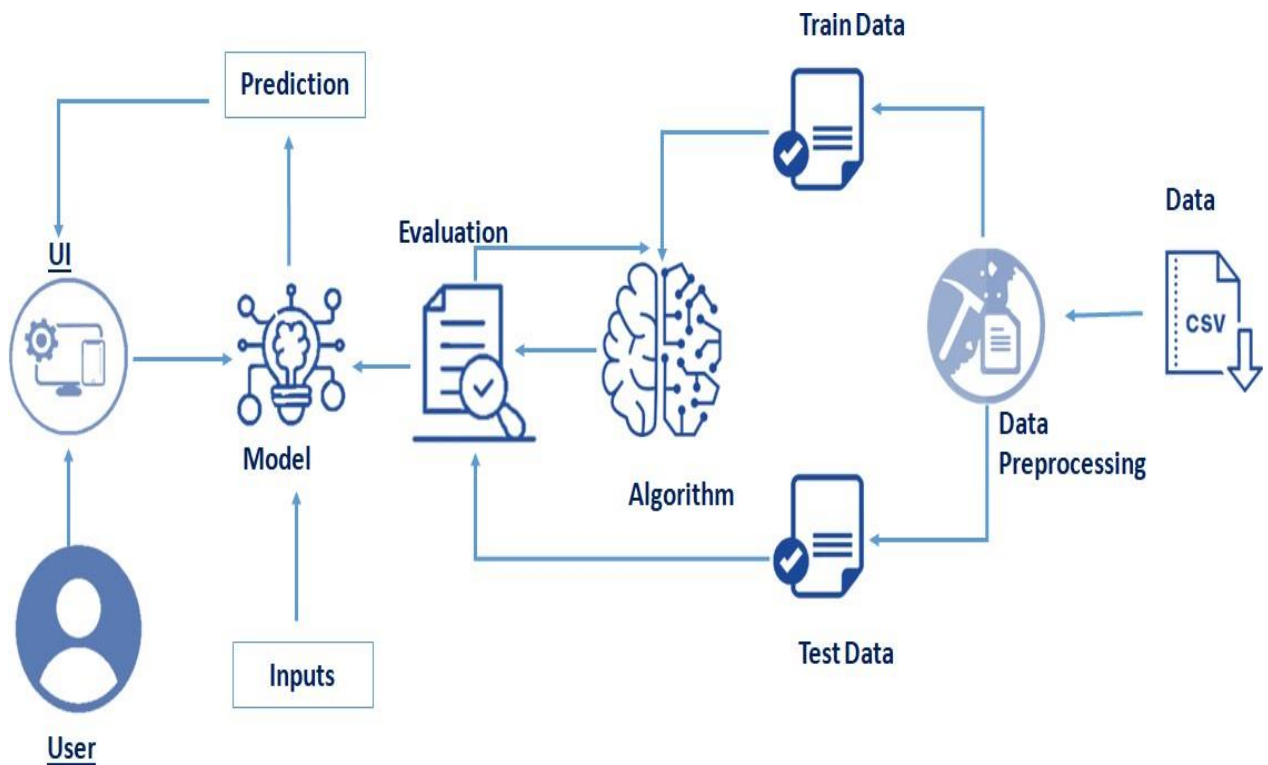 Train Data
Prediction
Data
Evaluation
UI
CSV
Data
Preprocessing
Model
Algorithm
Test Data
Inputs
User